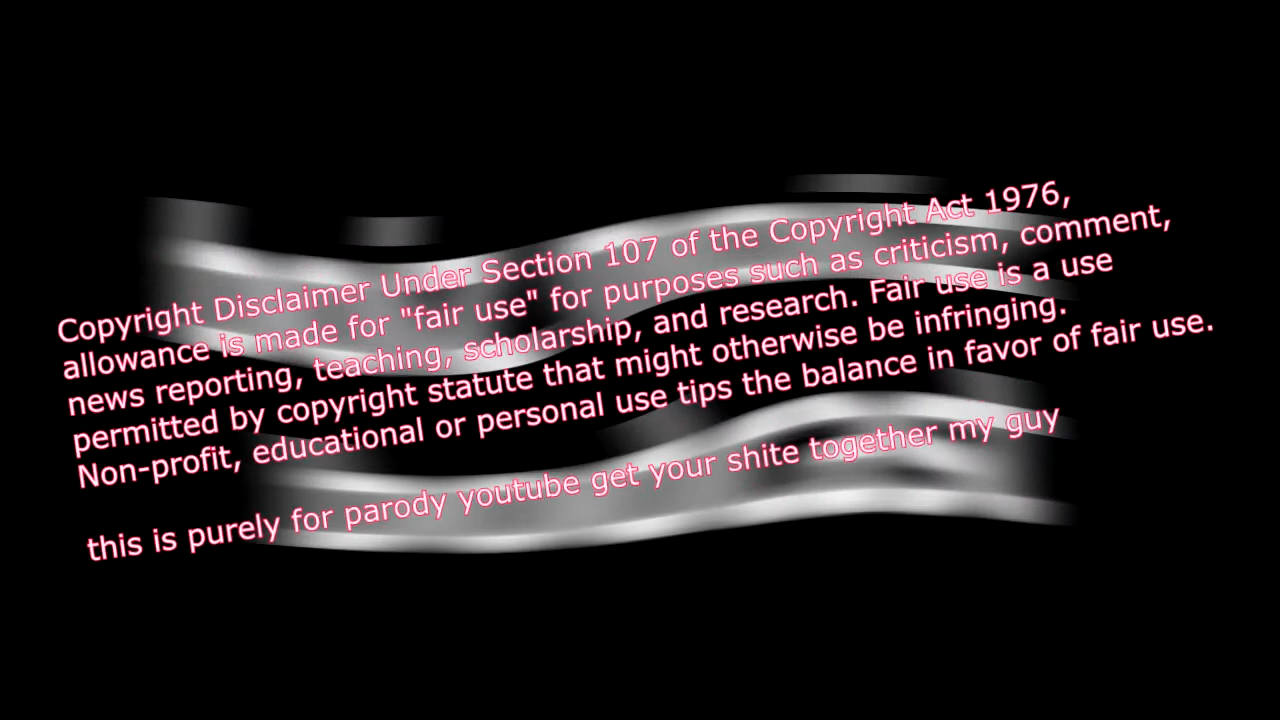 Copyright Disclaimer Under Section 107 of the Copyright Act 1976,
allowance is made for "fair use" for purposes such as criticism, comment,
news reporting, teaching, scholarship, and research. Fair use is a use
permitted by copyright statute that might otherwise be infringing.
Non-profit, educational or personal use tips the balance in favor of fair use.
this is purely for parody youtube get your shite together my guy